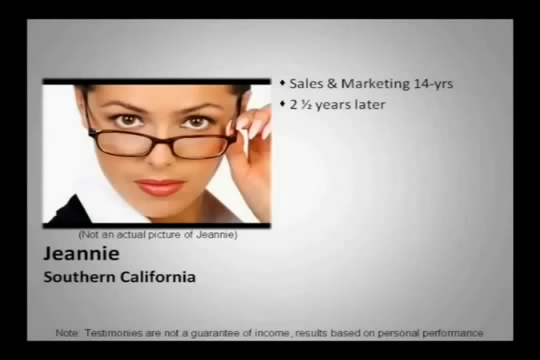 ♦ Sales & Marketing 14-yrs
♦ 2 ½ years later
(Not an actual picture of Jeannie)
Jeannie
Southern California
Note: Testimonies are not a guarantee of income, results based on personal performance